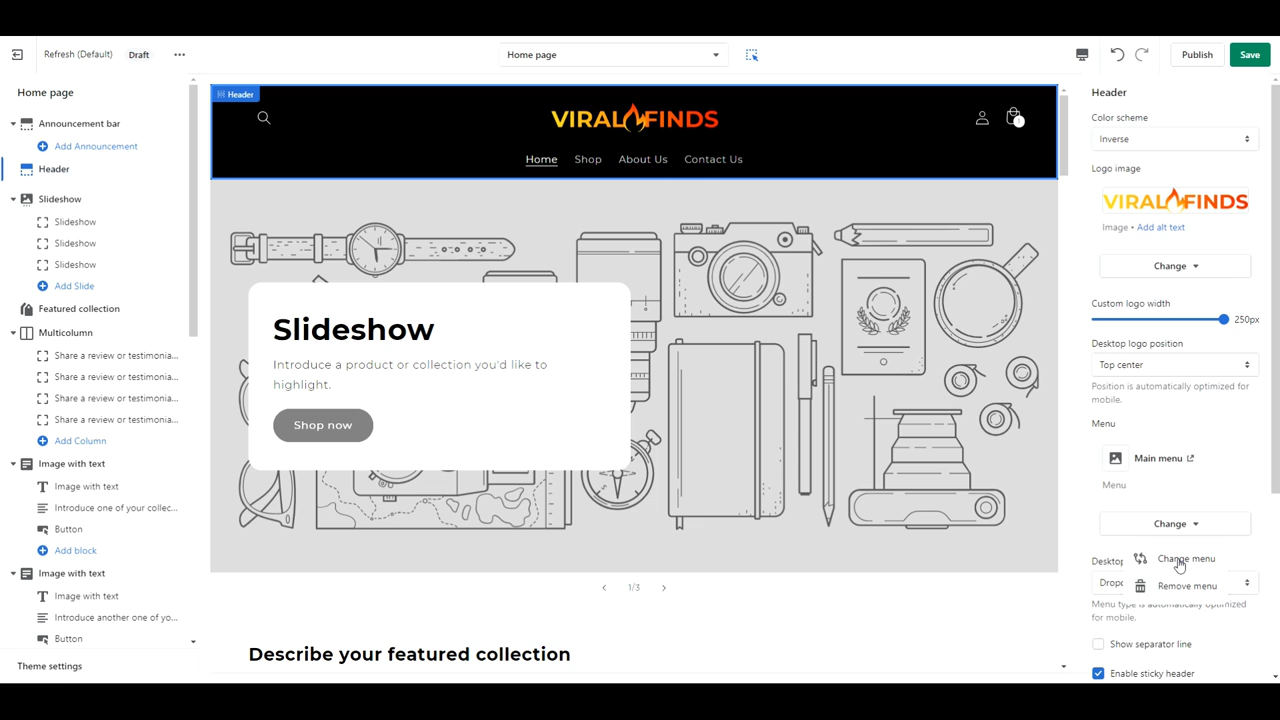 Refresh (Default) Draft
Home page
Publish
Save
Home page
Announcement bar
Add Announcement
Header
Slideshow
Slideshow
Slideshow
Slideshow
Add Slide
Featured collection
Multicolumn
Share a review or testimonia...
Share a review or testimonia...
Share a review or testimonia...
Share a review or testimonia...
Add Column
Image with text
Image with text
Introduce one of your collec...
Button
Add block
Image with text
Image with text
Introduce another one of yo...
Button
Theme settings
Header
VIRAL FINDS
1
Home Shop About Us Contact Us
Slideshow
Introduce a product or collection you'd like to
highlight.
Shop now
1/3
Describe your featured collection
Header
Color scheme
Inverse
Logo image
VIRAL FINDS
Image • Add alt text
Change
Custom logo width
250px
Desktop logo position
Top center
Position is automatically optimized for
mobile.
Menu
Main menu
Menu
Change
Change menu
Remove menu
Menu type is automatically optimized
for mobile.
Show separator line
Enable sticky header